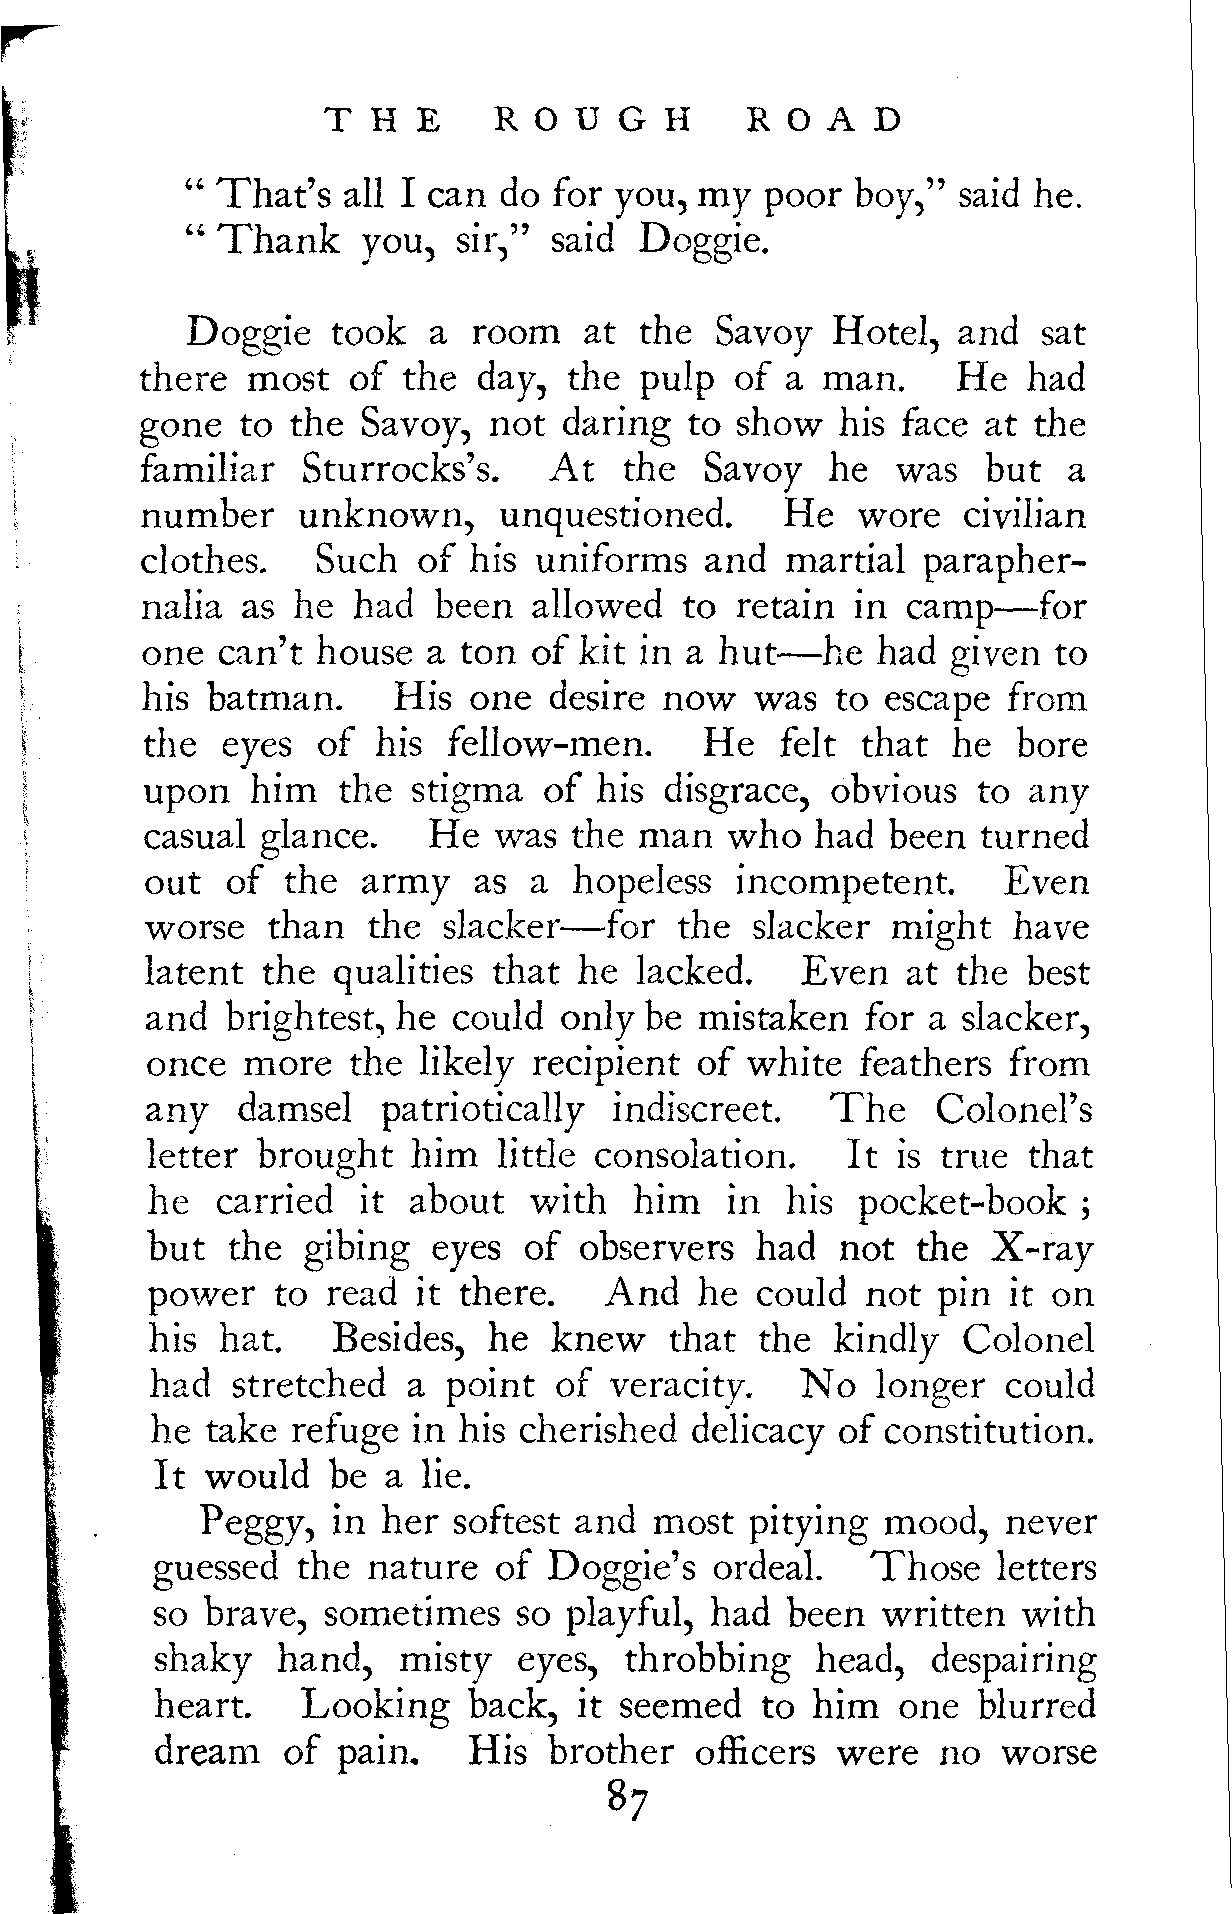 THE ROUGH ROAD
“ That’s all I can do for you, my poor boy,” said he.
“ Thank you, sir,” said Doggie.
Doggie took a room at the Savoy Hotel, and sat
there most of the day, the pulp of a man. He had
gone to the Savoy, not daring to show his face at the
familiar Sturrocks’s. At the Savoy he was but a
number unknown, unquestioned. He wore civilian
clothes. Such of his uniforms and martial parapher-
nalia as he had been allowed to retain in camp—for
one can’t house a ton of kit in a hut—he had given to
his batman. His one desire now was to escape from
the eyes of his fellow-men. He felt that he bore
upon him the stigma of his disgrace, obvious to any
casual glance. He was the man who had been turned
out of the army as a hopeless incompetent. Even
worse than the slacker—for the slacker might have
latent the qualities that he lacked. Even at the best
and brightest, he could only be mistaken for a slacker,
once more the likely recipient of white feathers from
any damsel patriotically indiscreet. The Colonel’s
letter brought him little consolation. It is true that
he carried it about with him in his pocket-book ;
but the gibing eyes of observers had not the X-ray
power to read it there. And he could not pin it on
his hat. Besides, he knew that the kindly Colonel
had stretched a point of veracity. No longer could
he take refuge in his cherished delicacy of constitution.
It would be a lie.
Peggy, in her softest and most pitying mood, never
guessed the nature of Doggie’s ordeal. Those letters
so brave, sometimes so playful, had been written with
shaky hand, misty eyes, throbbing head, despairing
heart. Looking back, it seemed to him one blurred
dream of pain. His brother officers were no worse
87